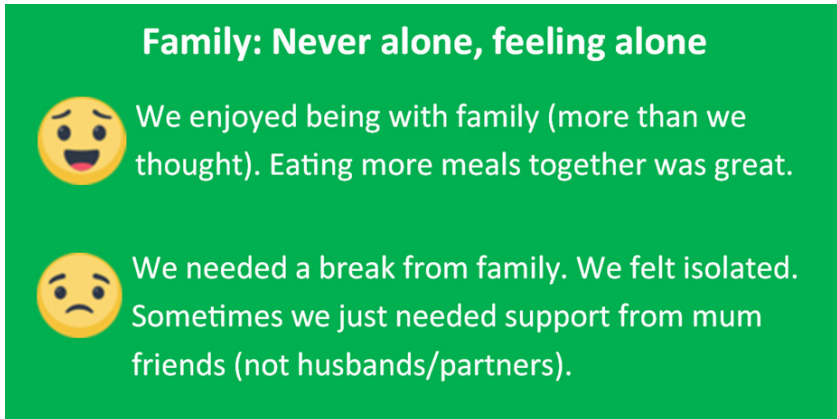 Family: Never alone, feeling alone
We enjoyed being with family (more than we
thought). Eating more meals together was great.
We needed a break from family. We felt isolated.
Sometimes we just needed support from mum
friends (not husbands/partners).